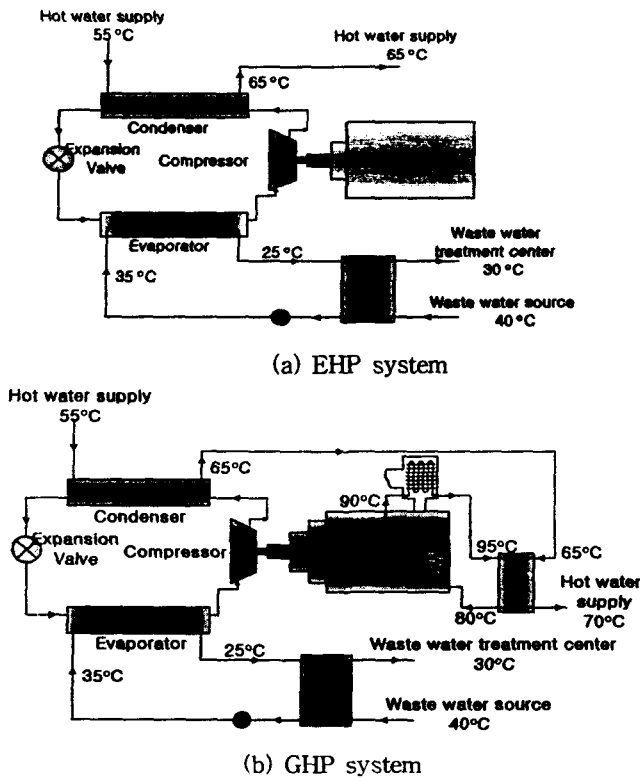 Hot water supply
55°C
Hot water supply
65°C
65°C
Condenser
Expansion
Valve
Compressor
Evaporator
25°C
Waste water
treatment center
30°C
35°C
Waste water source
40°C
(a) EHP system
Hot water supply
55°C
65°C
Condenser
90°C
Expansion
Valve
Compressor
95°C
65°C
Hot water
supply
70°C
80°C
Evaporator
25°C
Waste water treatment center
30°C
35°C
Waste water source
40°C
(b) GHP system